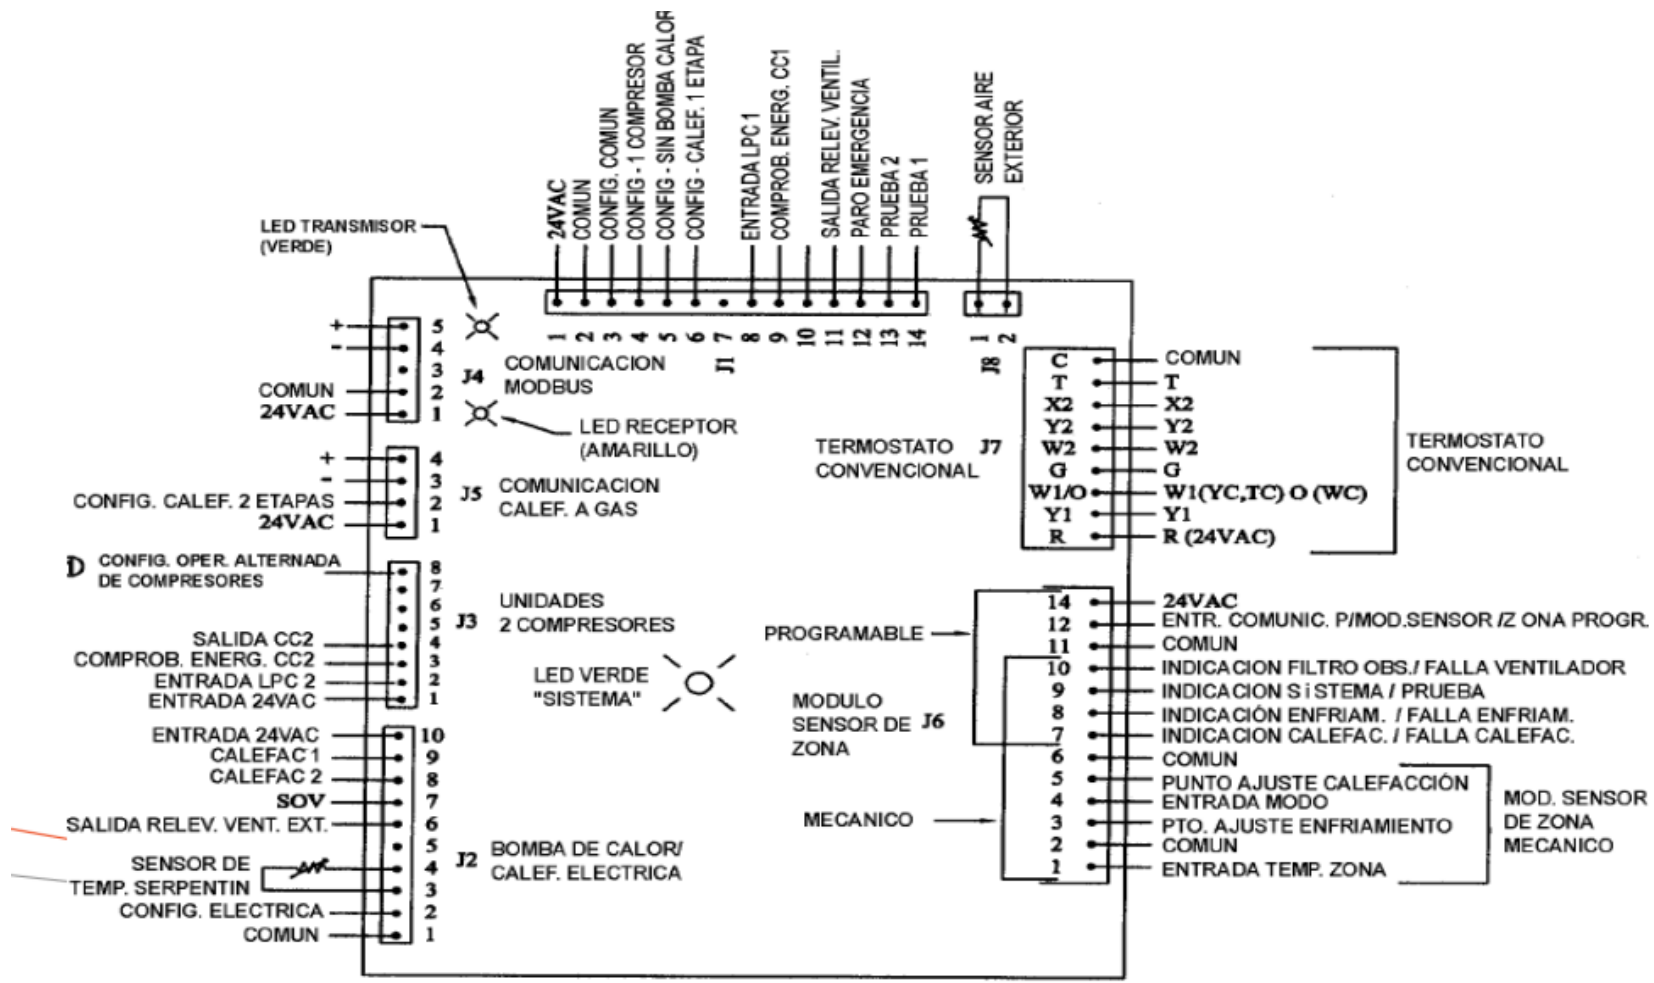 24VAC
COMUN
CONFIG. COMUN
CONFIG - 1 COMPRESOR
CONFIG - SIN BOMBA CALOR
CONFIG - CALEF. 1 ETAPA
ENTRADA LPC 1
COMPROB. ENERG. CC1
SALIDA RELEV. VENTIL.
PARO EMERGENCIA
PRUEBA 2
PRUEBA 1
SENSOR AIRE
EXTERIOR
1 2 3 4 5 6 7 8 9 10 11 12 13 14
J1
1 2
J8
LED TRANSMISOR
(VERDE)
+ 5
- 4
3
COMUN 2
24VAC 1
J4
COMUNICACION
MODBUS
LED RECEPTOR
(AMARILLO)
+ 4
- 3
CONFIG. CALEF. 2 ETAPAS 2
24VAC 1
J5
COMUNICACION
CALEF. A GAS
D CONFIG. OPER. ALTERNADA
DE COMPRESORES
8
7
6
5
SALIDA CC2 4
COMPROB. ENERG. CC2 3
ENTRADA LPC 2 2
ENTRADA 24VAC 1
J3
UNIDADES
2 COMPRESORES
LED VERDE
"SISTEMA"
ENTRADA 24VAC 10
CALEFAC 1 9
CALEFAC 2 8
SOV 7
SALIDA RELEV. VENT. EXT. 6
5
SENSOR DE 4
TEMP. SERPENTIN 3
CONFIG. ELECTRICA 2
COMUN 1
J2
BOMBA DE CALOR/
CALEF. ELECTRICA
TERMOSTATO
CONVENCIONAL
J7
C COMUN
T T
X2 X2
Y2 Y2
W2 W2
G G
W1/O W1(YC,TC) O (WC)
Y1 Y1
R R (24VAC)
TERMOSTATO
CONVENCIONAL
PROGRAMABLE
MODULO
SENSOR DE
ZONA
J6
MECANICO
14 24VAC
12 ENTR. COMUNIC. P/MOD.SENSOR /Z ONA PROGR.
11 COMUN
10 INDICACION FILTRO OBS./ FALLA VENTILADOR
9 INDICACION SiSTEMA / PRUEBA
8 INDICACIÓN ENFRIAM. / FALLA ENFRIAM.
7 INDICACION CALEFAC. / FALLA CALEFAC.
6 COMUN
5 PUNTO AJUSTE CALEFACCIÓN
4 ENTRADA MODO
3 PTO. AJUSTE ENFRIAMIENTO
2 COMUN
1 ENTRADA TEMP. ZONA
MOD. SENSOR
DE ZONA
MECANICO